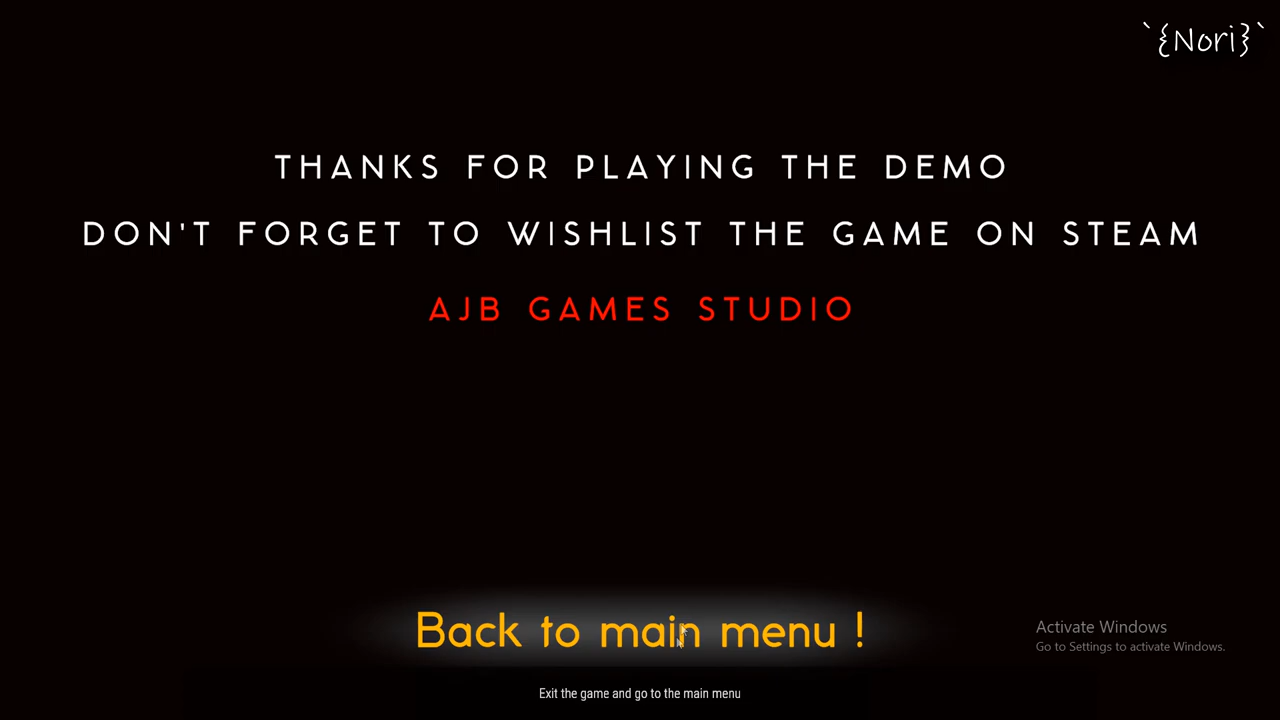 `{Nori}`
THANKS FOR PLAYING THE DEMO
DON'T FORGET TO WISHLIST THE GAME ON STEAM
AJB GAMES STUDIO
Back to main menu !
Activate Windows
Go to Settings to activate Windows.
Exit the game and go to the main menu